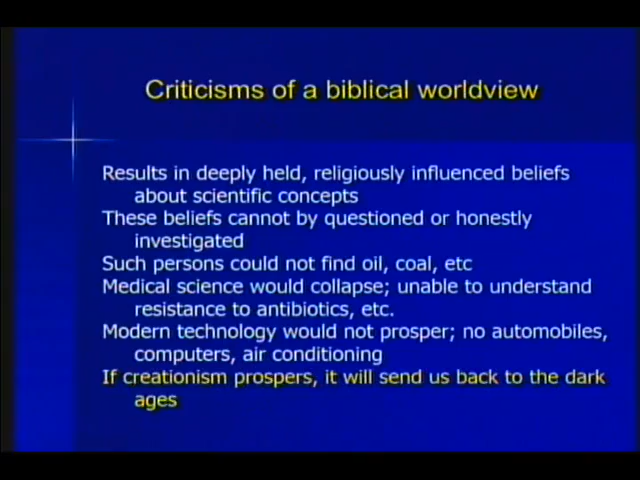 Criticisms of a biblical worldview
Results in deeply held, religiously influenced beliefs
about scientific concepts
These beliefs cannot by questioned or honestly
investigated
Such persons could not find oil, coal, etc
Medical science would collapse; unable to understand
resistance to antibiotics, etc.
Modern technology would not prosper; no automobiles,
computers, air conditioning
If creationism prospers, it will send us back to the dark
ages